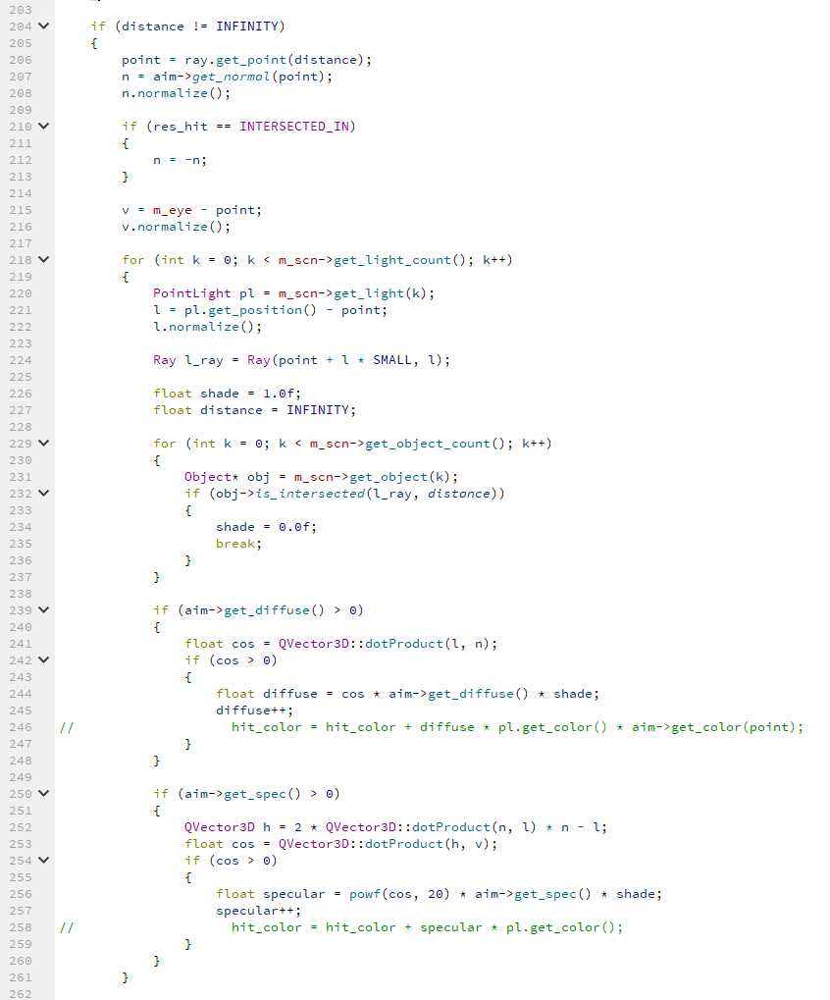 203
204 if (distance != INFINITY)
205 {
206 point = ray.get_point(distance);
207 n = aim->get_normal(point);
208 n.normalize();
209
210 if (res_hit == INTERSECTED_IN)
211 {
212 n = -n;
213 }
214
215 v = m_eye - point;
216 v.normalize();
217
218 for (int k = 0; k < m_scn->get_light_count(); k++)
219 {
220 PointLight pl = m_scn->get_light(k);
221 l = pl.get_position() - point;
222 l.normalize();
223
224 Ray l_ray = Ray(point + l * SMALL, l);
225
226 float shade = 1.0f;
227 float distance = INFINITY;
228
229 for (int k = 0; k < m_scn->get_object_count(); k++)
230 {
231 Object* obj = m_scn->get_object(k);
232 if (obj->is_intersected(l_ray, distance))
233 {
234 shade = 0.0f;
235 break;
236 }
237 }
238
239 if (aim->get_diffuse() > 0)
240 {
241 float cos = QVector3D::dotProduct(l, n);
242 if (cos > 0)
243 {
244 float diffuse = cos * aim->get_diffuse() * shade;
245 diffuse++;
246 // hit_color = hit_color + diffuse * pl.get_color() * aim->get_color(point);
247 }
248 }
249
250 if (aim->get_spec() > 0)
251 {
252 QVector3D h = 2 * QVector3D::dotProduct(n, l) * n - l;
253 float cos = QVector3D::dotProduct(h, v);
254 if (cos > 0)
255 {
256 float specular = powf(cos, 20) * aim->get_spec() * shade;
257 specular++;
258 // hit_color = hit_color + specular * pl.get_color();
259 }
260 }
261 }
262